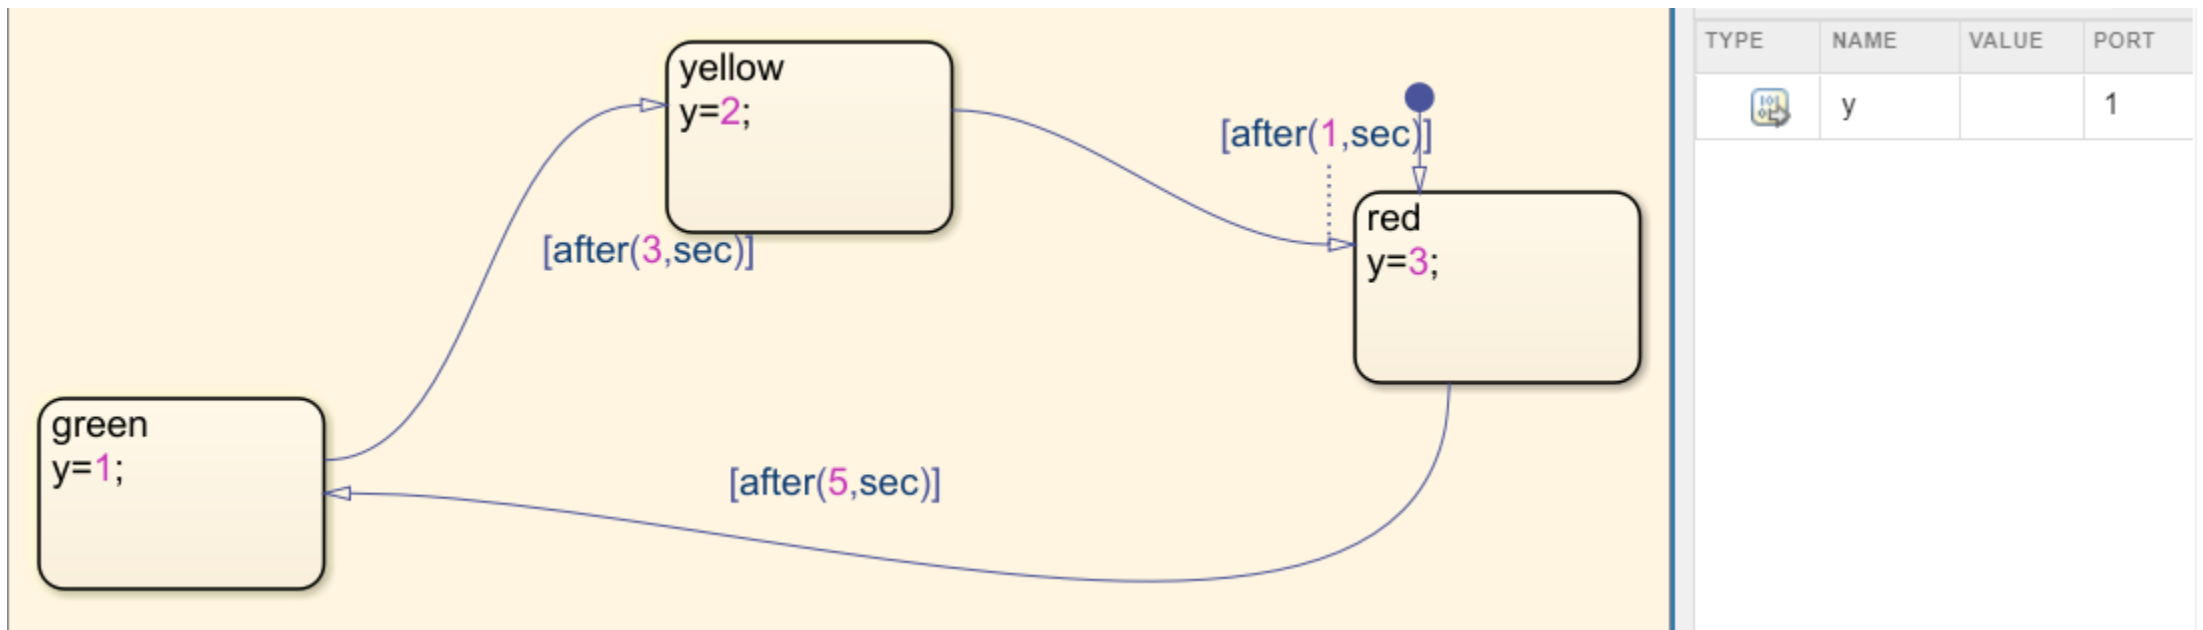 yellow
y=2;
[after(1,sec)]
red
y=3;
[after(3,sec)]
green
y=1;
[after(5,sec)]
TYPE NAME VALUE PORT
y 1